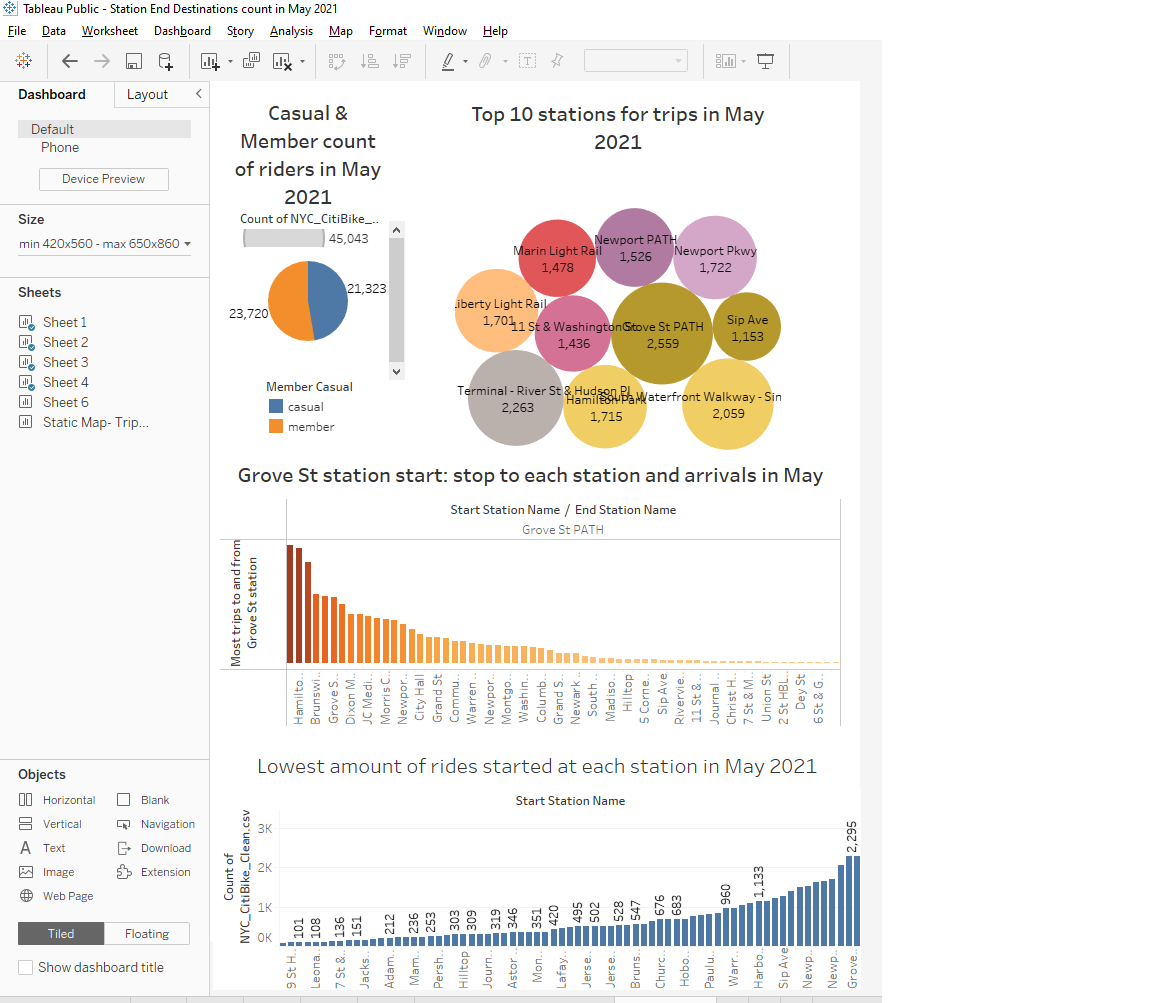 Tableau Public - Station End Destinations count in May 2021
File Data Worksheet Dashboard Story Analysis Map Format Window Help
Dashboard Layout <
Default
Phone
Device Preview
Size
min 420x560 - max 650x860
Sheets
Sheet 1
Sheet 2
Sheet 3
Sheet 4
Sheet 6
Static Map- Trip...
Objects
Horizontal Blank
Vertical Navigation
Text Download
Image Extension
Web Page
Tiled Floating
Show dashboard title
Casual &
Member count
of riders in May
2021
Count of NYC_CitiBike_...
45,043
21,323
23,720
Member Casual
casual
member
Top 10 stations for trips in May
2021
Marin Light Rail
1,478
Newport PATH
1,526
Newport Pkwy
1,722
Liberty Light Rail
1,701
11 St & Washington St
1,436
Grove St PATH
2,559
Sip Ave
1,153
Terminal - River St & Hudson Pl
2,263
Hamilton Park
1,715
South Waterfront Walkway - Sin
2,059
Grove St station start: stop to each station and arrivals in May
Start Station Name / End Station Name
Grove St PATH
Most trips to and from
Grove St station
Hamilto..
Brunswi..
Grove S..
Dixon M..
JC Medi..
Morris C..
Newpor..
City Hall
Grand St
Commu..
Warren ..
Newpor..
Montgo..
Washin..
Columb..
Grand S..
Newark ..
South ..
Madiso..
Hilltop
5 Corne..
Sip Ave
Rivervie..
11 St & ..
Journal ..
Christ H..
7 St & M..
Union St
2 St HBL..
Dey St
6 St & G..
Lowest amount of rides started at each station in May 2021
Start Station Name
Count of
NYC_CitiBike_Clean.csv
3K
2K
1K
0K
101
108
136
151
212
236
253
303
309
319
346
351
420
495
502
528
547
676
683
960
1,133
2,295
9 St H..
Leona..
7 St &..
Jacks..
Adam..
Mam..
Persh..
Hilltop
Journ..
Astor ..
Mon..
Lafay..
Jerse..
Jerse..
Bruns..
Churc..
Hobo..
Paulu..
Warr..
Harbo..
Sip Ave
Newp..
Newp..
Grove..